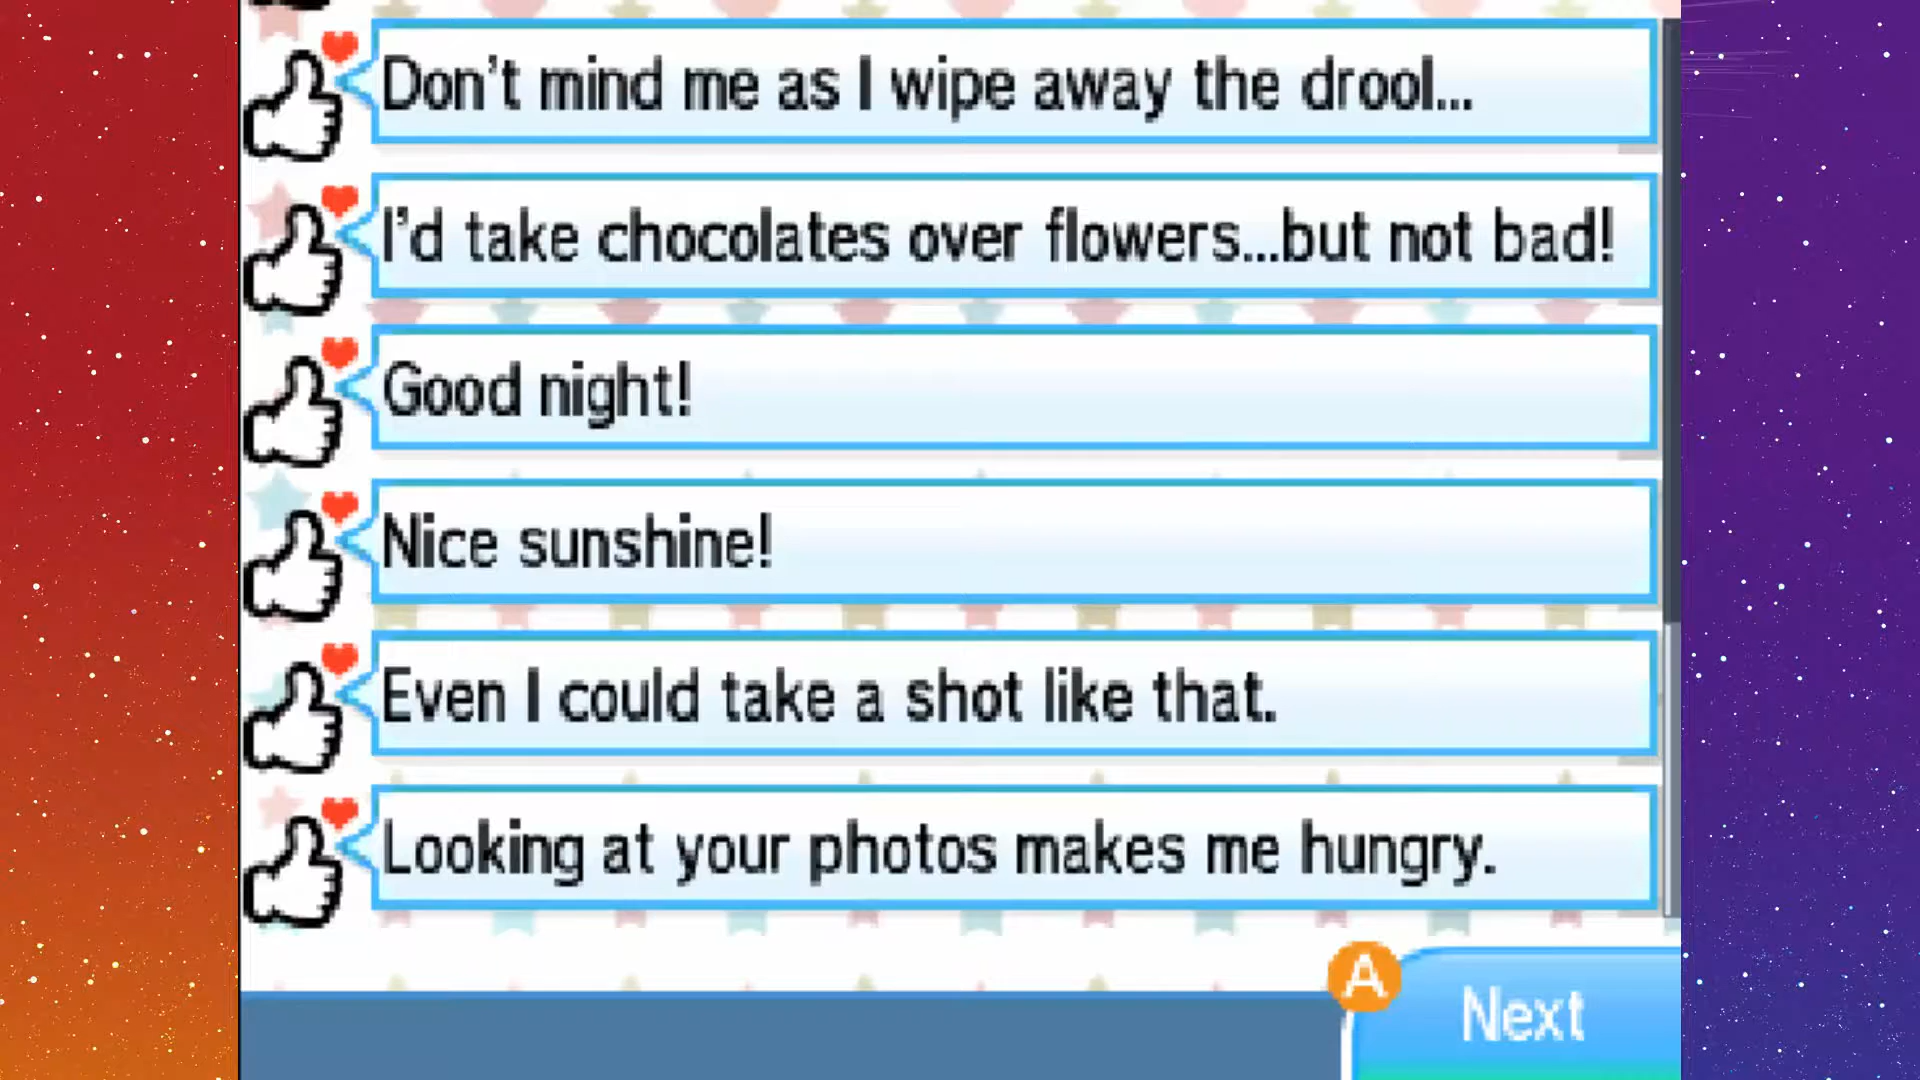 Don't mind me as I wipe away the drool...
I'd take chocolates over flowers...but not bad!
Good night!
Nice sunshine!
Even I could take a shot like that.
Looking at your photos makes me hungry.
A
Next